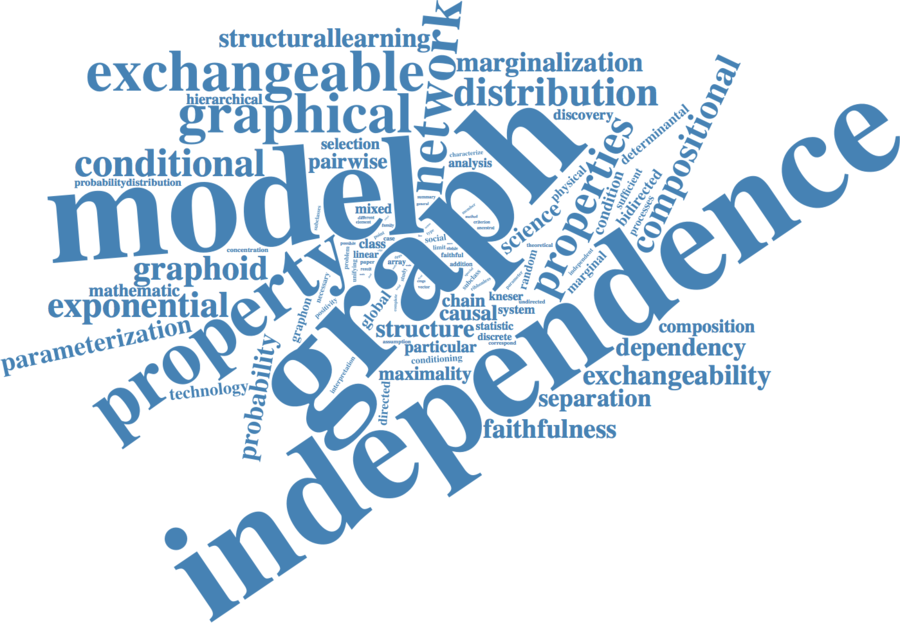 structurallearning
network
exchangeable
marginalization
hierarchical
distribution
graphical
discovery
compositional
selection
determinantal
conditional
pairwise
characterize
analysis
properties
probabilitydistribution
model
graph
physical
condition
sufficient
bidirected
processes
mixed
science
independence
concentration
class
linear
array
social
faithful
addition
theoretical
independent
graphoid
property
random
marginal
mathematic
exponential
graphon
necessary
positivity
global
chain
kneser
undirected
causal
system
parameterization
structure
statistic
discrete
correspond
composition
particular
conditioning
dependency
technology
probability
interpretation
maximality
directed
exchangeability
separation
faithfulness